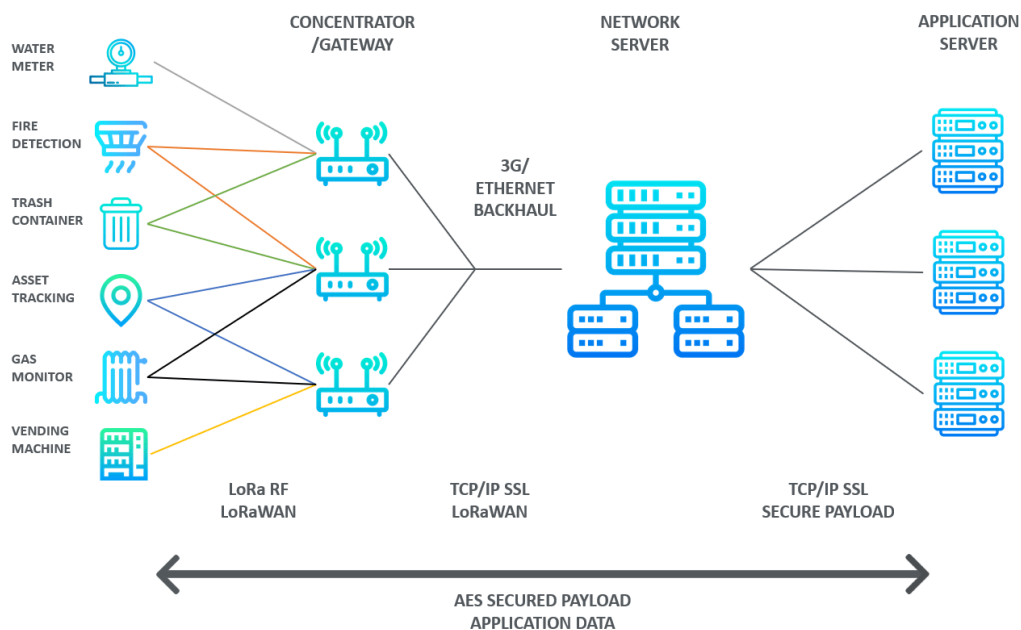 CONCENTRATOR
/GATEWAY
NETWORK
SERVER
APPLICATION
SERVER
WATER
METER
FIRE
DETECTION
TRASH
CONTAINER
ASSET
TRACKING
GAS
MONITOR
VENDING
MACHINE
3G/
ETHERNET
BACKHAUL
LoRa RF
LoRaWAN
TCP/IP SSL
LoRaWAN
TCP/IP SSL
SECURE PAYLOAD
AES SECURED PAYLOAD
APPLICATION DATA